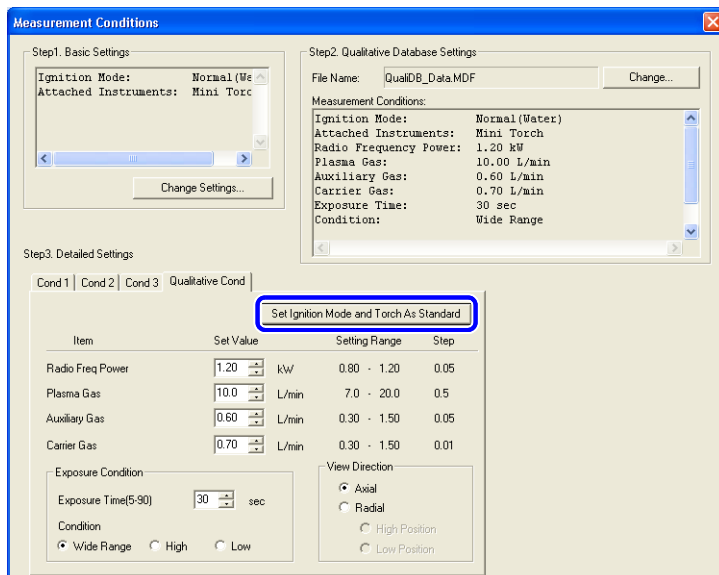 Measurement Conditions
Step1. Basic Settings
Ignition Mode: Normal(Wa
Attached Instruments: Mini Torc
Change Settings...
Step2. Qualitative Database Settings
File Name: QualiDB_Data.MDF Change...
Measurement Conditions:
Ignition Mode: Normal(Water)
Attached Instruments: Mini Torch
Radio Frequency Power: 1.20 kW
Plasma Gas: 10.00 L/min
Auxiliary Gas: 0.60 L/min
Carrier Gas: 0.70 L/min
Exposure Time: 30 sec
Condition: Wide Range
Step3. Detailed Settings
Cond 1 Cond 2 Cond 3 Qualitative Cond
Set Ignition Mode and Torch As Standard
Item Set Value Setting Range Step
Radio Freq Power 1.20 kW 0.80 - 1.20 0.05
Plasma Gas 10.0 L/min 7.0 - 20.0 0.5
Auxiliary Gas 0.60 L/min 0.30 - 1.50 0.05
Carrier Gas 0.70 L/min 0.30 - 1.50 0.01
Exposure Condition
Exposure Time(5-90) 30 sec
Condition
Wide Range High Low
View Direction
Axial
Radial
High Position
Low Position